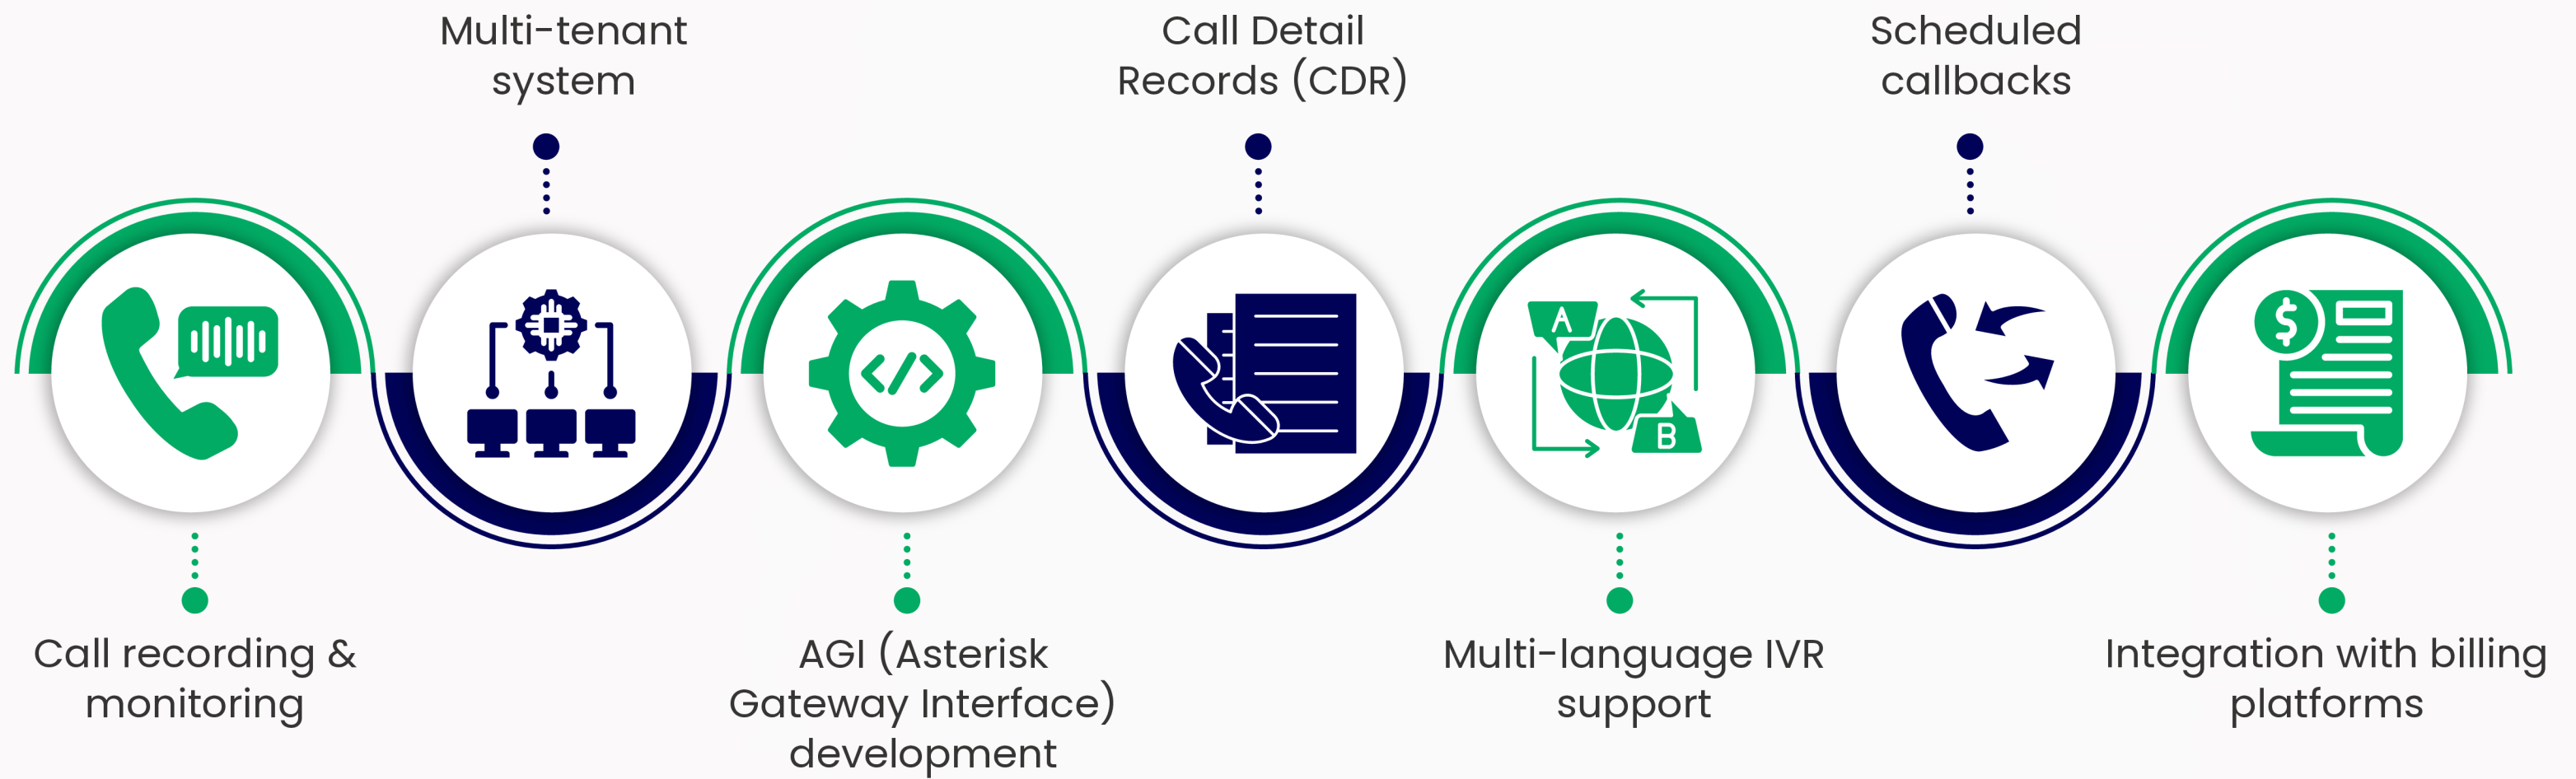 Multi-tenant
system
Call Detail
Records (CDR)
Scheduled
callbacks
A
B
$
</>
Call recording &
monitoring
AGI (Asterisk
Gateway Interface)
development
Multi-language IVR
support
Integration with billing
platforms